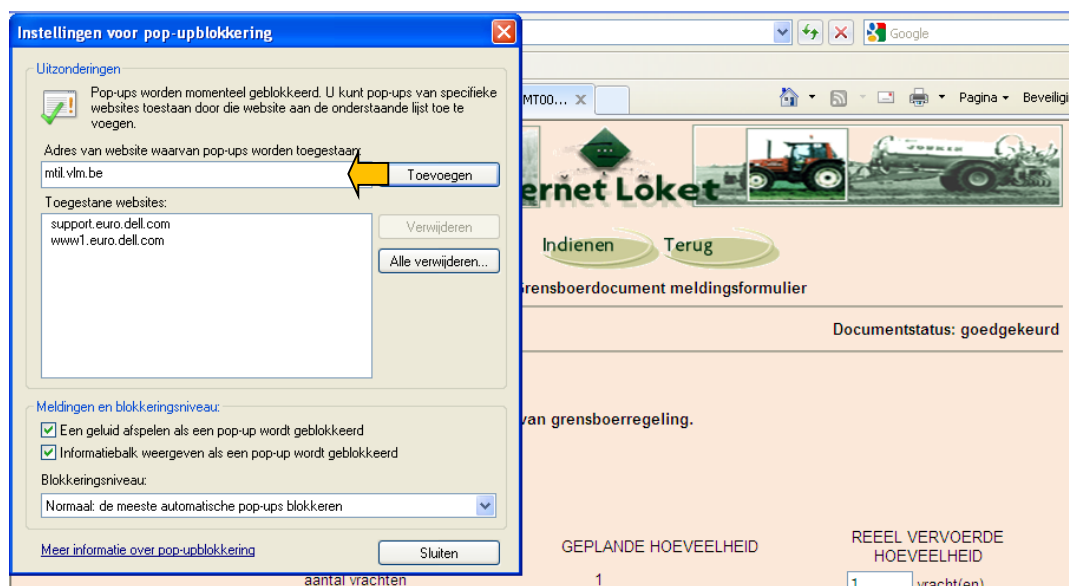 Instellingen voor pop-upblokkering
Uitzonderingen
Pop-ups worden momenteel geblokkeerd. U kunt pop-ups van specifieke
websites toestaan door die website aan de onderstaande lijst toe te
voegen.
Adres van website waarvan pop-ups worden toegestaan:
mtil.vlm.be
Toevoegen
Toegestane websites:
support.euro.dell.com
www1.euro.dell.com
Verwijderen
Alle verwijderen...
Meldingen en blokkeringsniveau:
Een geluid afspelen als een pop-up wordt geblokkeerd
Informatiebalk weergeven als een pop-up wordt geblokkeerd
Blokkeringsniveau:
Normaal: de meeste automatische pop-ups blokkeren
Meer informatie over pop-upblokkering
Sluiten
Google
MT00...
Pagina
Beveiligi
ernet Loket
JOSKIN
Indienen
Terug
Grensboerdocument meldingsformulier
Documentstatus: goedgekeurd
van grensboerregeling.
GEPLANDE HOEVEELHEID
REEEL VERVOERDE
HOEVEELHEID
aantal vrachten
1
1
vracht(en)